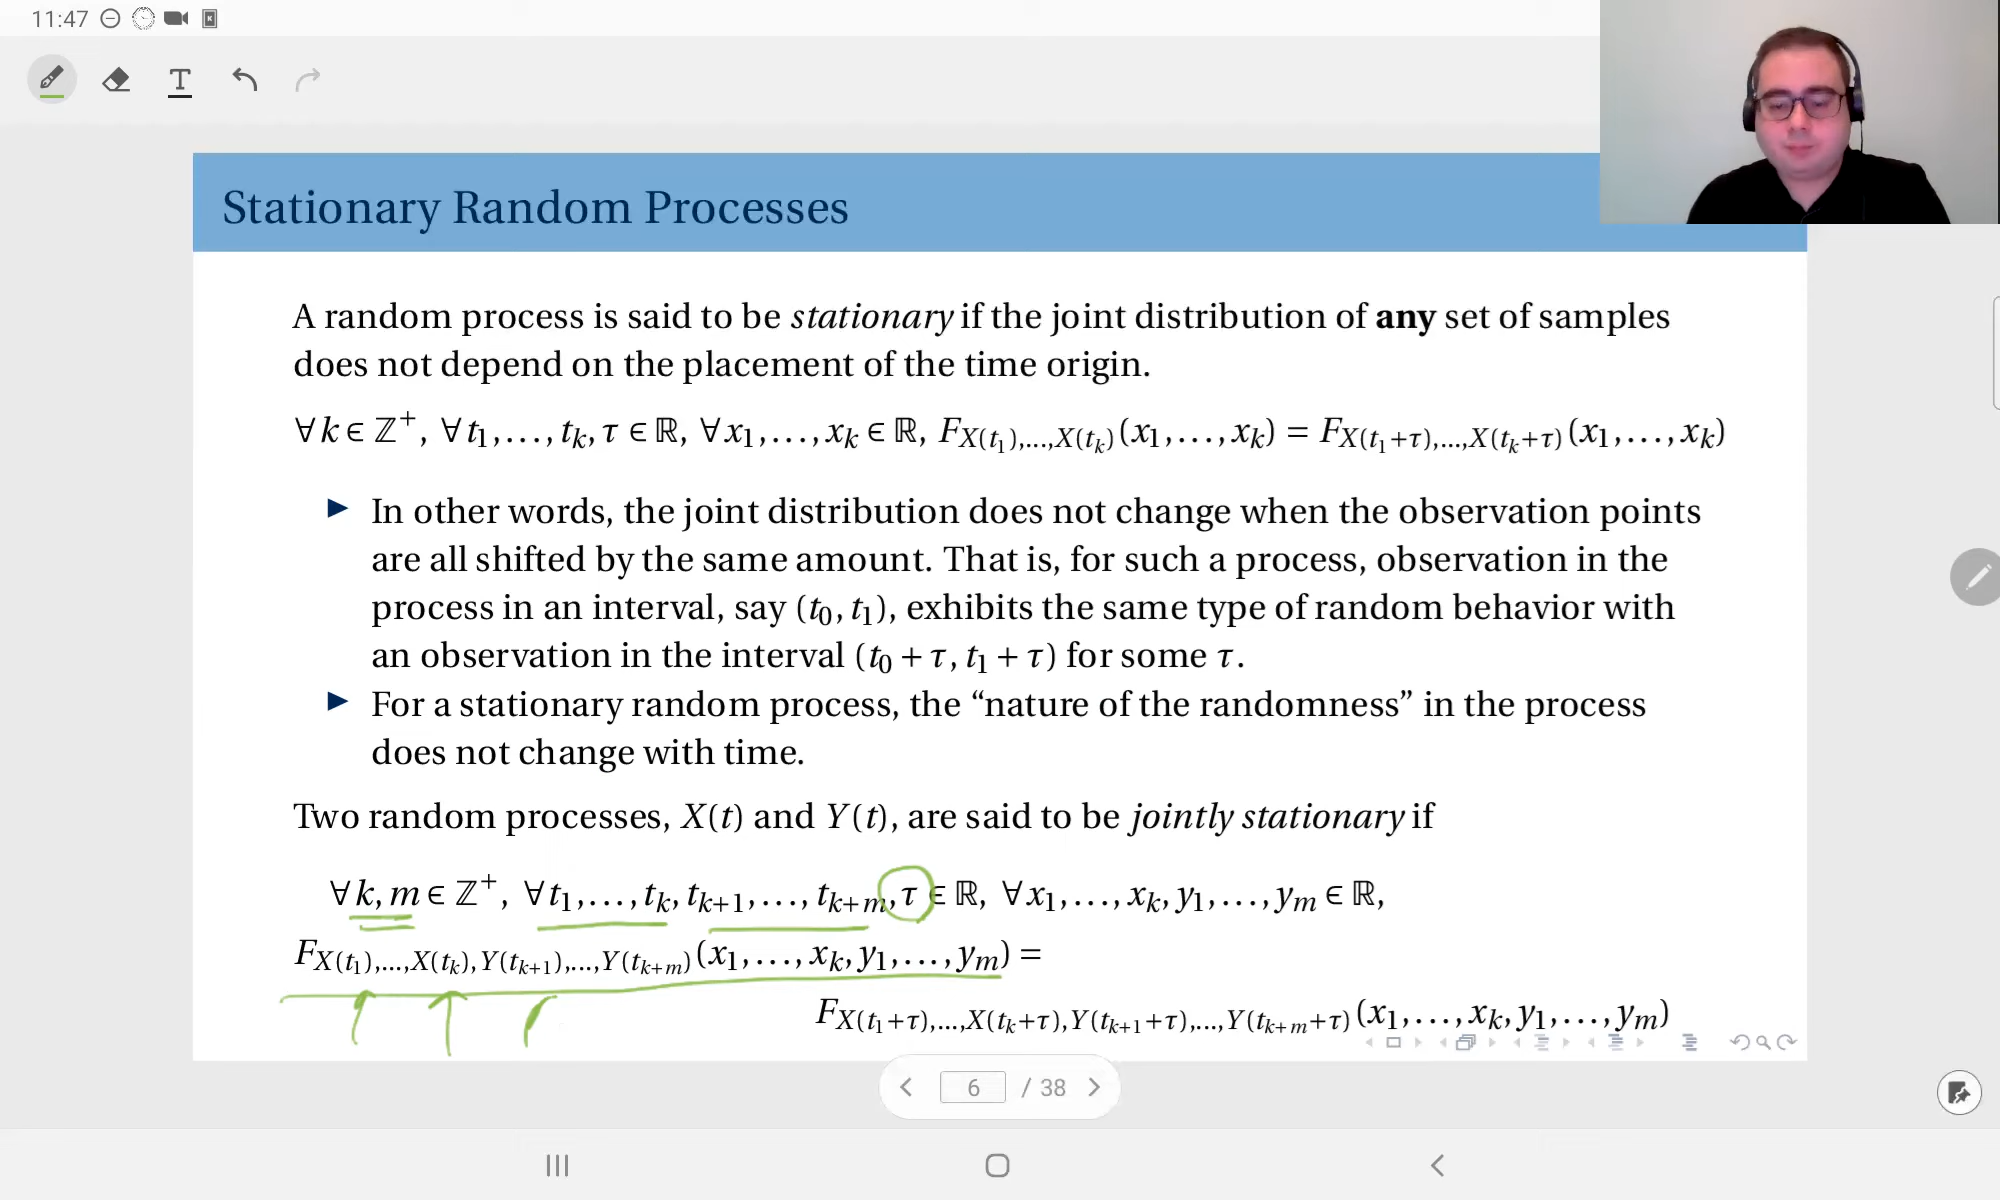 11:47
Stationary Random Processes
A random process is said to be stationary if the joint distribution of any set of samples
does not depend on the placement of the time origin.
∀k ∈ ℤ⁺, ∀t₁,…,tₖ,τ ∈ ℝ, ∀x₁,…,xₖ ∈ ℝ, F_{X(t₁),…,X(tₖ)}(x₁,…,xₖ) = F_{X(t₁+τ),…,X(tₖ+τ)}(x₁,…,xₖ)
▶ In other words, the joint distribution does not change when the observation points
are all shifted by the same amount. That is, for such a process, observation in the
process in an interval, say (t₀, t₁), exhibits the same type of random behavior with
an observation in the interval (t₀ + τ, t₁ + τ) for some τ.
▶ For a stationary random process, the “nature of the randomness” in the process
does not change with time.
Two random processes, X(t) and Y(t), are said to be jointly stationary if
∀k, m ∈ ℤ⁺, ∀t₁,…,tₖ,tₖ₊₁,…,tₖ₊ₘ,τ ∈ ℝ, ∀x₁,…,xₖ,y₁,…,yₘ ∈ ℝ,
F_{X(t₁),…,X(tₖ),Y(tₖ₊₁),…,Y(tₖ₊ₘ)}(x₁,…,xₖ,y₁,…,yₘ) =
F_{X(t₁+τ),…,X(tₖ+τ),Y(tₖ₊₁+τ),…,Y(tₖ₊ₘ+τ)}(x₁,…,xₖ,y₁,…,yₘ)
6 / 38